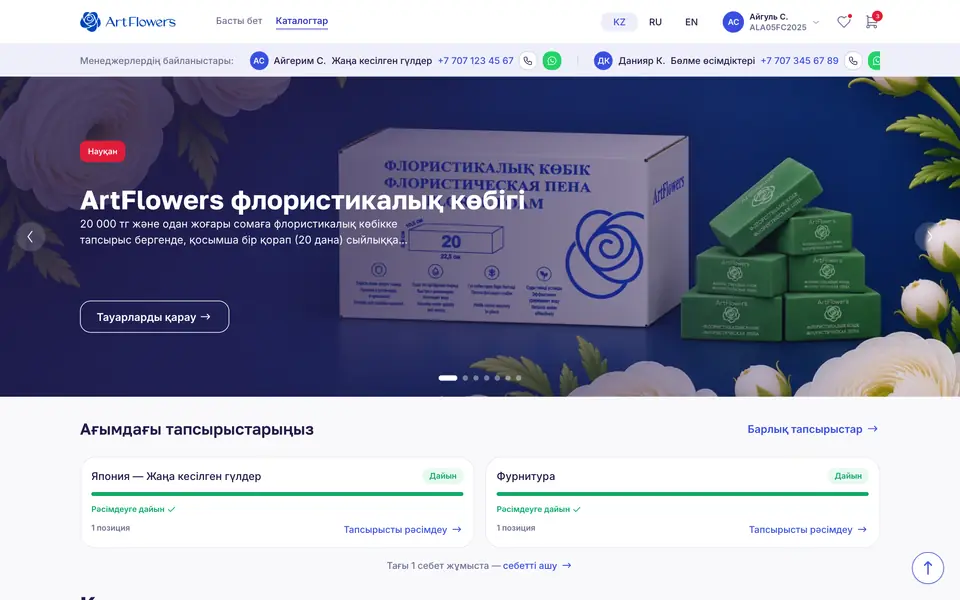 ArtFlowers
Басты бет
Каталогтар
KZ
RU
EN
АС
Айгуль С.
ALA05FC2025
3
Менеджерлердің байланыстары:
АС Айгерим С. Жаңа кесілген гүлдер +7 707 123 45 67
ДК Данияр К. Бөлме өсімдіктері +7 707 345 67 89
Науқан
ФЛОРИСТИКАЛЫҚ КӨБІК
ФЛОРИСТИЧЕСКАЯ ПЕНА
ArtFlowers
ArtFlowers флористикалық көбігі
20 000 тг және одан жоғары сомаға флористикалық көбікке
тапсырыс бергенде, қосымша бір қорап (20 дана) сыйлыққа...
20
ArtFlowers
ArtFlowers
Тауарларды қарау →
Ағымдағы тапсырыстарыңыз
Барлық тапсырыстар →
Япония — Жаңа кесілген гүлдер
Дайын
Рәсімдеуге дайын ✓
1 позиция
Тапсырысты рәсімдеу →
Фурнитура
Дайын
Рәсімдеуге дайын ✓
1 позиция
Тапсырысты рәсімдеу →
Тағы 1 себет жұмыста — себетті ашу →